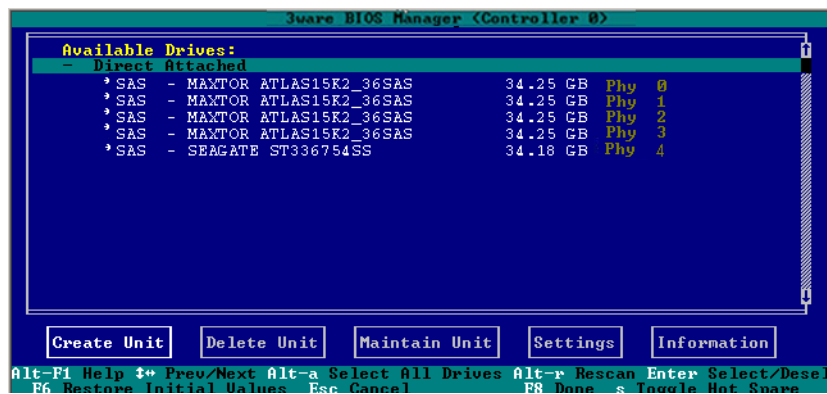 3ware BIOS Manager <Controller 0>
Available Drives:
- Direct Attached
SAS - MAXTOR ATLAS15K2_36SAS 34.25 GB Phy 0
SAS - MAXTOR ATLAS15K2_36SAS 34.25 GB Phy 1
SAS - MAXTOR ATLAS15K2_36SAS 34.25 GB Phy 2
SAS - MAXTOR ATLAS15K2_36SAS 34.25 GB Phy 3
SAS - SEAGATE ST336754SS 34.18 GB Phy 4
Create Unit Delete Unit Maintain Unit Settings Information
Alt-F1 Help ↕↔ Prev/Next Alt-a Select All Drives Alt-r Rescan Enter Select/Desel
F6 Restore Initial Values Esc Cancel F8 Done s Toggle Hot Spare